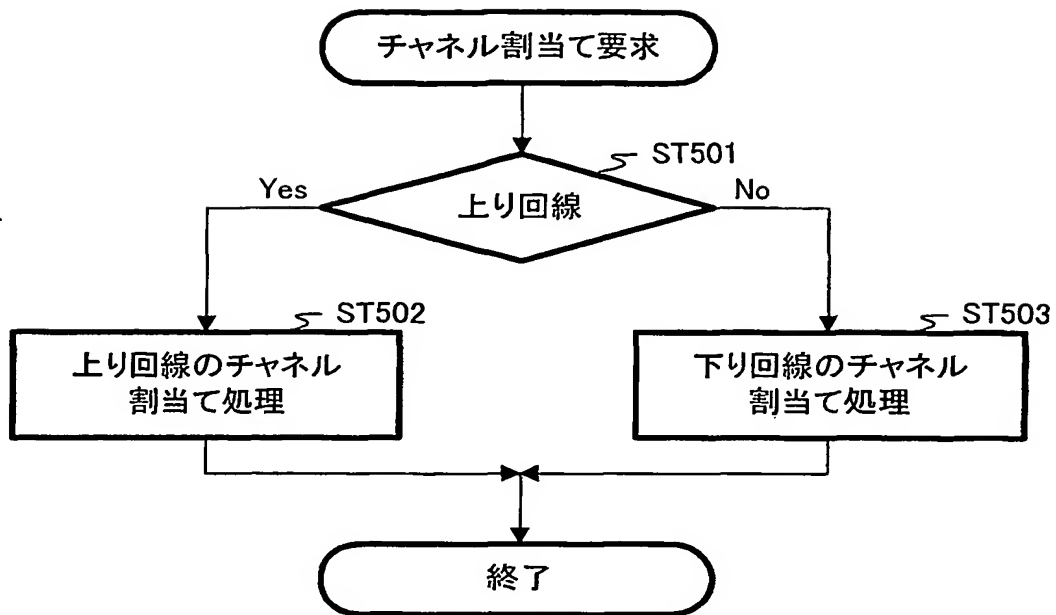 チャネル割当て要求
ST501
Yes
上り回線
No
ST502
上り回線のチャネル
割当て処理
ST503
下り回線のチャネル
割当て処理
終了